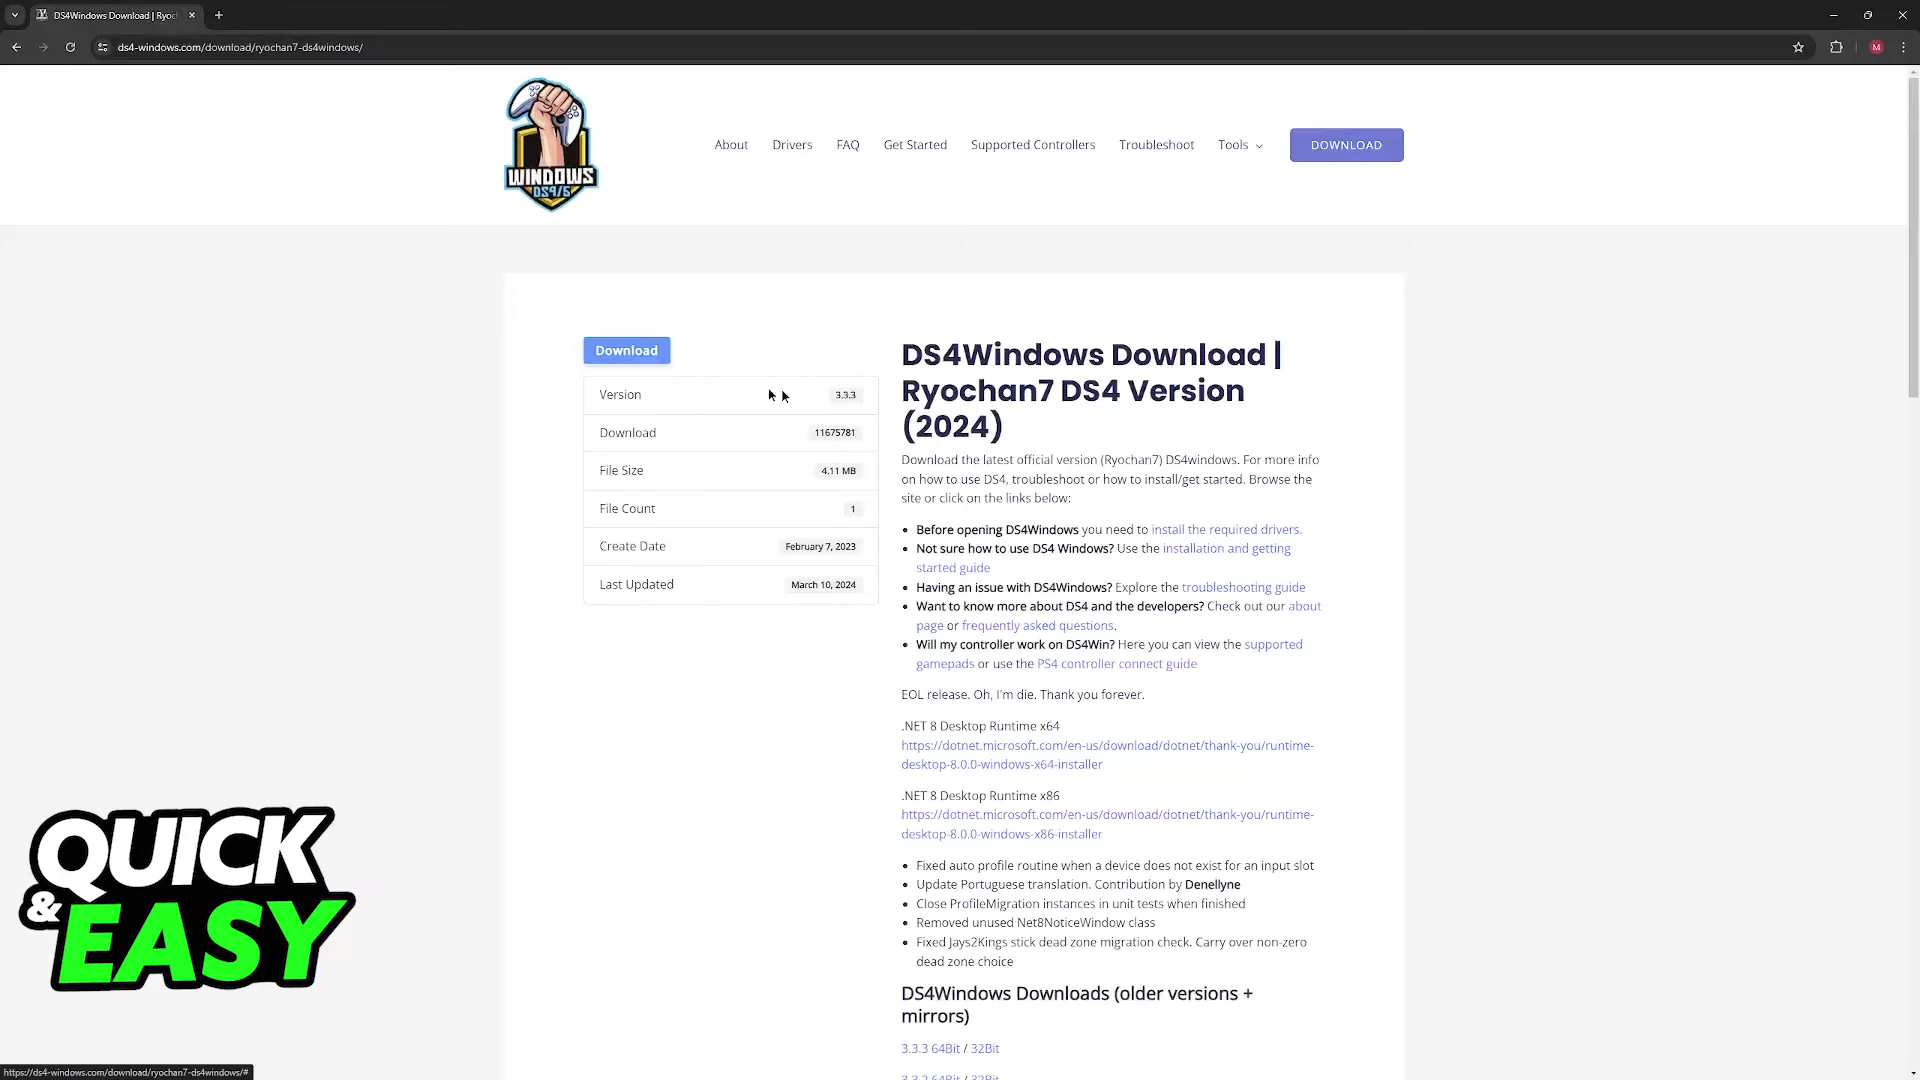 DS4Windows Download | Ryoc
ds4-windows.com/download/ryochan7-ds4windows/
M
WINDOWS
DS4/5
About
Drivers
FAQ
Get Started
Supported Controllers
Troubleshoot
Tools
DOWNLOAD
Download
Version 3.3.3
Download 11675781
File Size 4.11 MB
File Count 1
Create Date February 7, 2023
Last Updated March 10, 2024
DS4Windows Download |
Ryochan7 DS4 Version
(2024)
Download the latest official version (Ryochan7) DS4windows. For more info
on how to use DS4, troubleshoot or how to install/get started. Browse the
site or click on the links below:
• Before opening DS4Windows you need to install the required drivers.
• Not sure how to use DS4 Windows? Use the installation and getting
started guide
• Having an issue with DS4Windows? Explore the troubleshooting guide
• Want to know more about DS4 and the developers? Check out our about
page or frequently asked questions.
• Will my controller work on DS4Win? Here you can view the supported
gamepads or use the PS4 controller connect guide
EOL release. Oh, I'm die. Thank you forever.
.NET 8 Desktop Runtime x64
https://dotnet.microsoft.com/en-us/download/dotnet/thank-you/runtime-
desktop-8.0.0-windows-x64-installer
.NET 8 Desktop Runtime x86
https://dotnet.microsoft.com/en-us/download/dotnet/thank-you/runtime-
desktop-8.0.0-windows-x86-installer
• Fixed auto profile routine when a device does not exist for an input slot
• Update Portuguese translation. Contribution by Denellyne
• Close ProfileMigration instances in unit tests when finished
• Removed unused Net8NoticeWindow class
• Fixed Jays2Kings stick dead zone migration check. Carry over non-zero
dead zone choice
DS4Windows Downloads (older versions +
mirrors)
3.3.3 64Bit / 32Bit
3.3.2 64Bit / 32Bit
QUICK
& EASY
https://ds4-windows.com/download/ryochan7-ds4windows/#